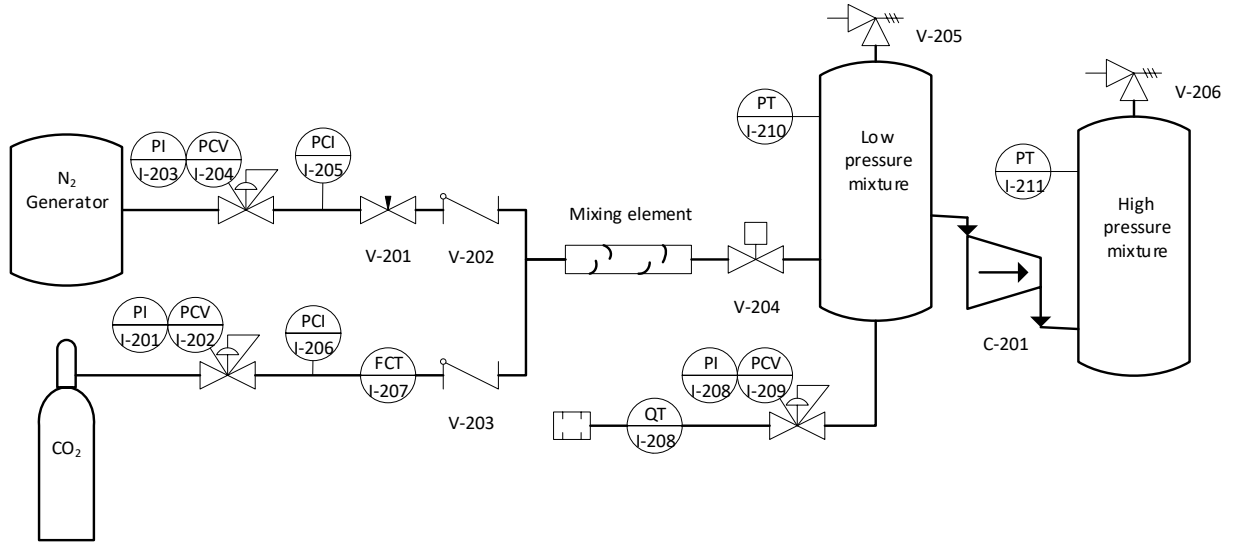 V-205
V-206
PT
I-210
Low
pressure
mixture
PI
I-203
PCV
I-204
PCI
I-205
N2
Generator
PT
I-211
High
pressure
mixture
Mixing element
V-201
V-202
V-204
PI
I-201
PCV
I-202
PCI
I-206
FCT
I-207
V-203
C-201
PI
I-208
PCV
I-209
QT
I-208
CO2